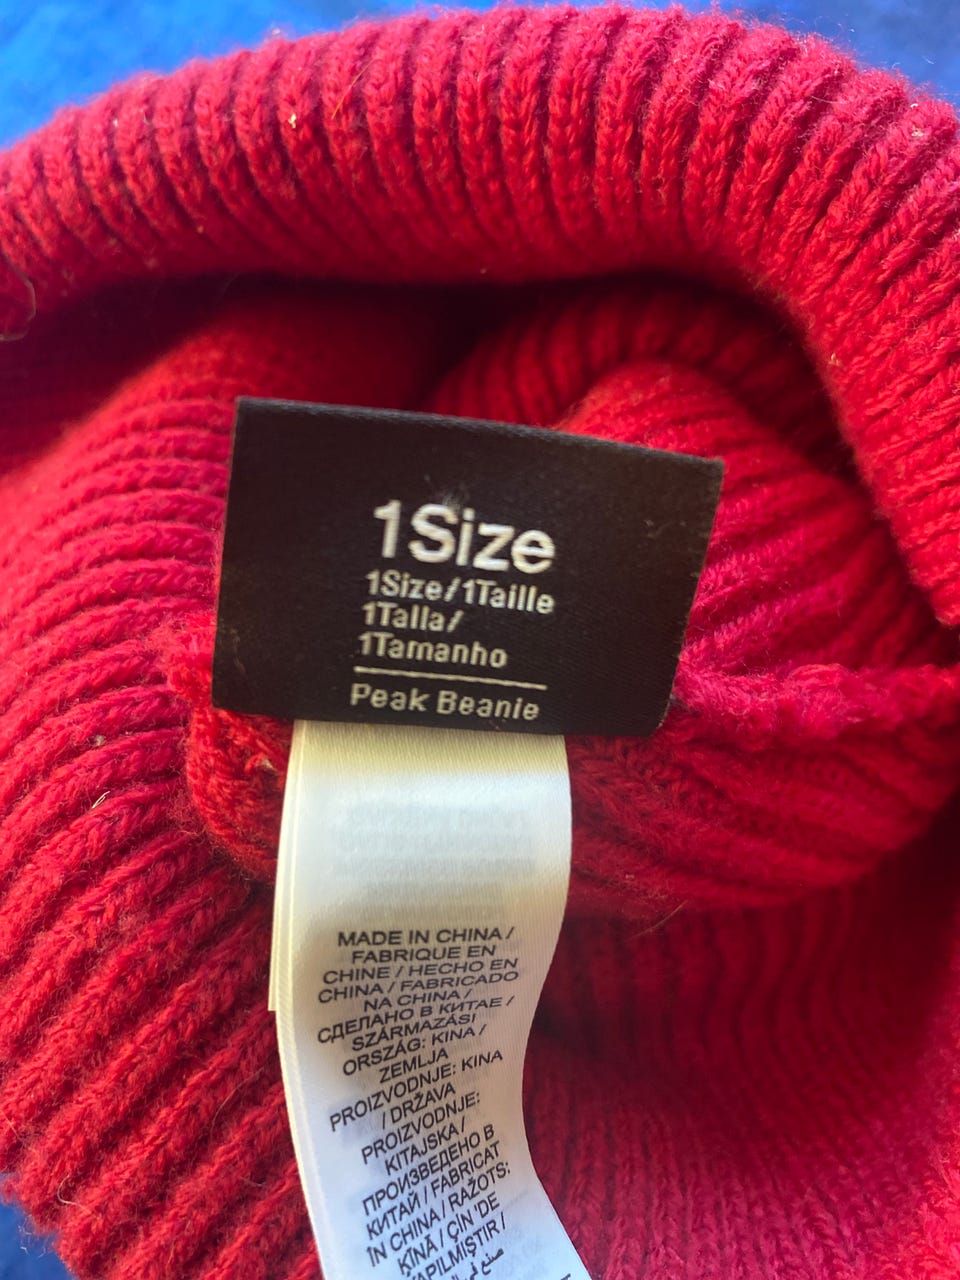 1Size
1Size/1Taille
1Talla/
1Tamanho
Peak Beanie
MADE IN CHINA /
FABRIQUE EN
CHINE / HECHO EN
CHINA / FABRICADO
NA CHINA /
СДЕЛАНО В КИТАЕ /
SZÁRMAZÁSI
ORSZÁG: KINA /
ZEMLJA
PROIZVODNJE: KINA
/ DRŽAVA
PROIZVODNJE:
KITAJSKA /
ПРОИЗВЕДЕНО В
КИТАЙ / FABRICAT
ÎN CHINA / RAŽOTS:
ĶĪNĀ / ÇİN 'DE
YAPILMIŞTIR /
صنع في